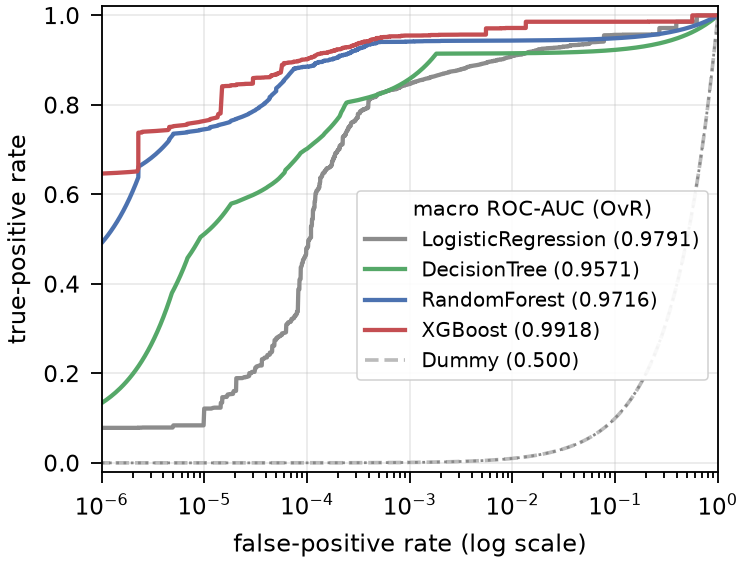 1.0
0.8
0.6
0.4
0.2
0.0
true-positive rate
macro ROC-AUC (OvR)
LogisticRegression (0.9791)
DecisionTree (0.9571)
RandomForest (0.9716)
XGBoost (0.9918)
Dummy (0.500)
10⁻⁶ 10⁻⁵ 10⁻⁴ 10⁻³ 10⁻² 10⁻¹ 10⁰
false-positive rate (log scale)